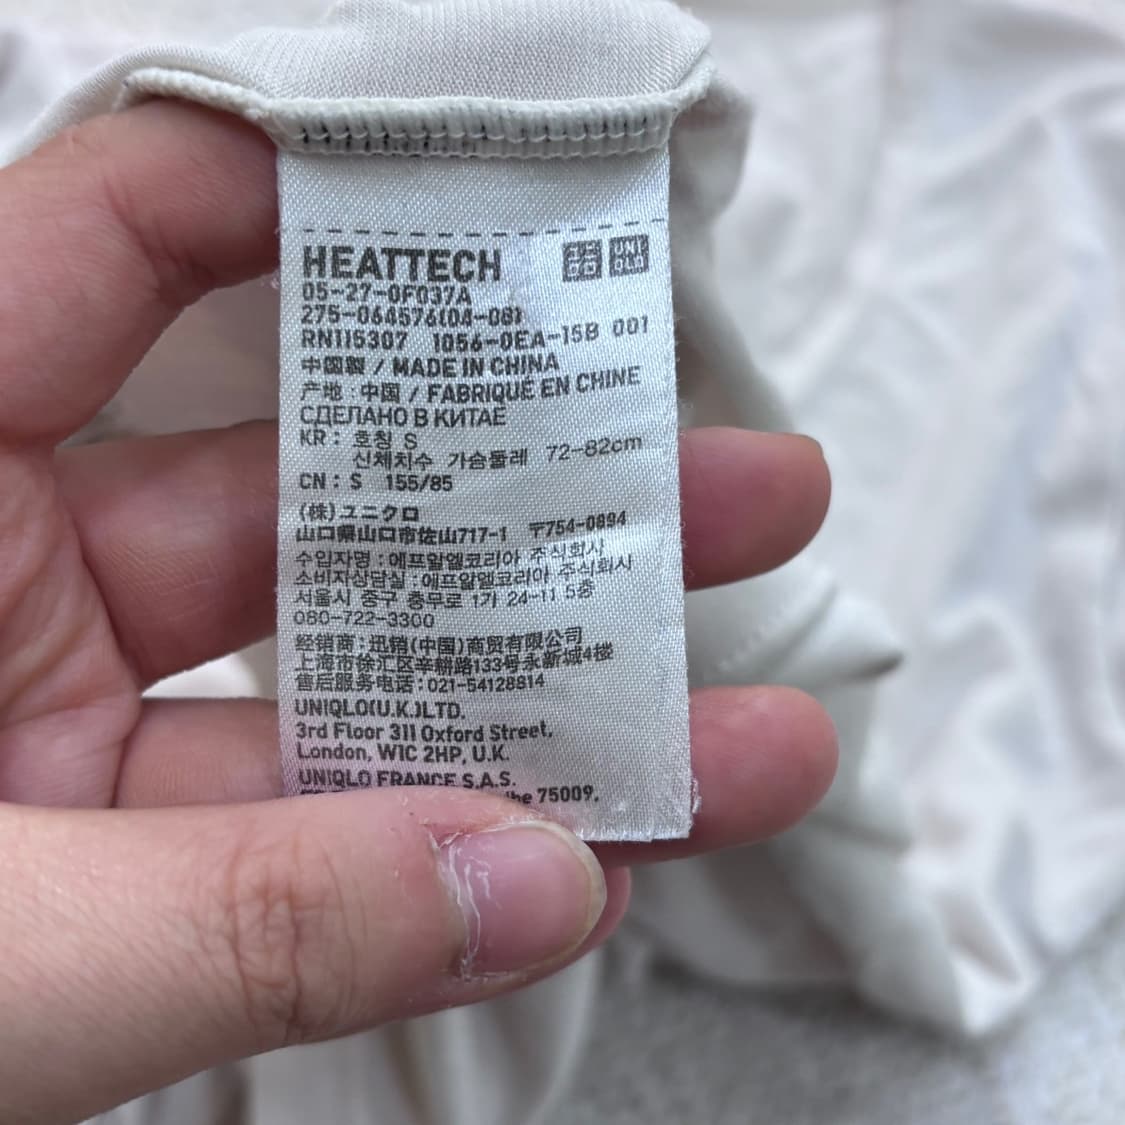 HEATTECH ユニクロ UNIQLO
05-27-0F037A
275-064576(04-08)
RN115307 1056-0EA-15B 001
中国製 / MADE IN CHINA
产地:中国 / FABRIQUÉ EN CHINE
СДЕЛАНО В КИТАЕ
KR: 호칭 S
신체치수 가슴둘레 72-82cm
CN: S 155/85
(株)ユニクロ
山口県山口市佐山717-1 〒754-0894
수입자명:에프알엘코리아 주식회사
소비자상담실:에프알엘코리아 주식회사
서울시 중구 충무로 1가 24-11 5층
080-722-3300
经销商:迅销(中国)商贸有限公司
上海市徐汇区辛耕路133号永新城4楼
售后服务电话:021-54128814
UNIQLO(U.K.)LTD.
3rd Floor 311 Oxford Street,
London, W1C 2HP, U.K.
UNIQLO FRANCE S.A.S.
75009,